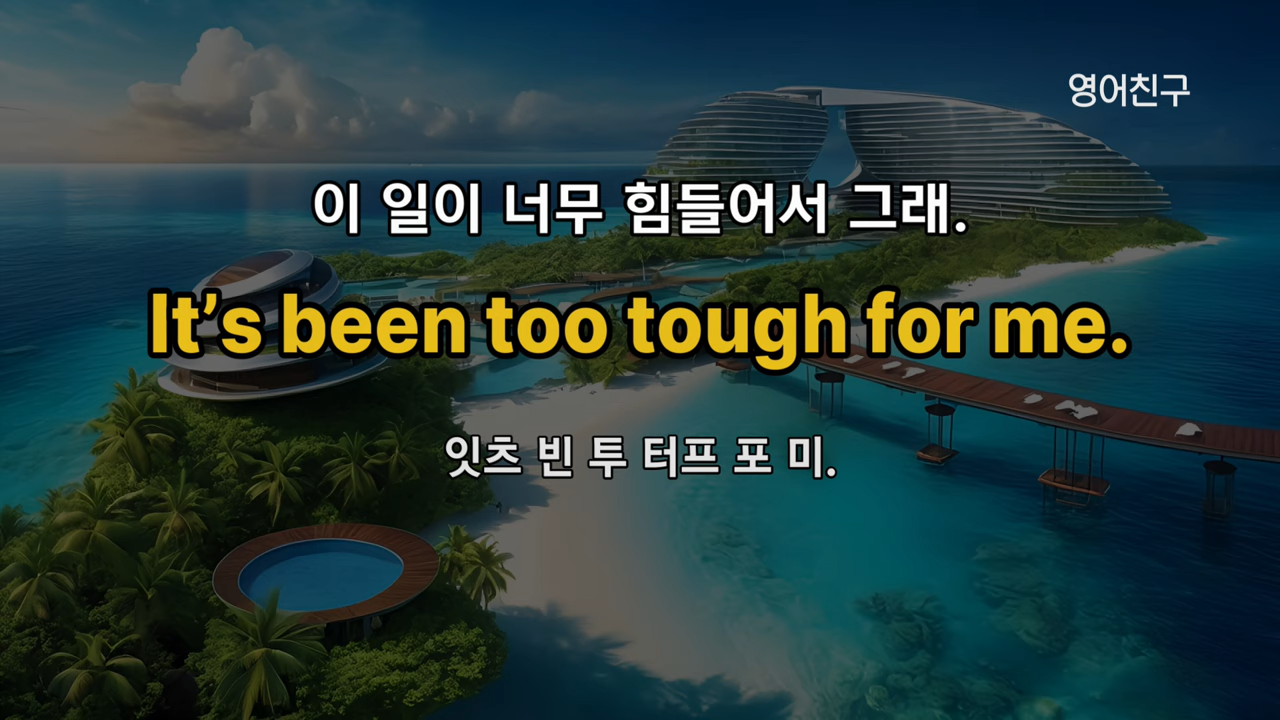 영어친구
이 일이 너무 힘들어서 그래.
It’s been too tough for me.
잇츠 빈 투 터프 포 미.